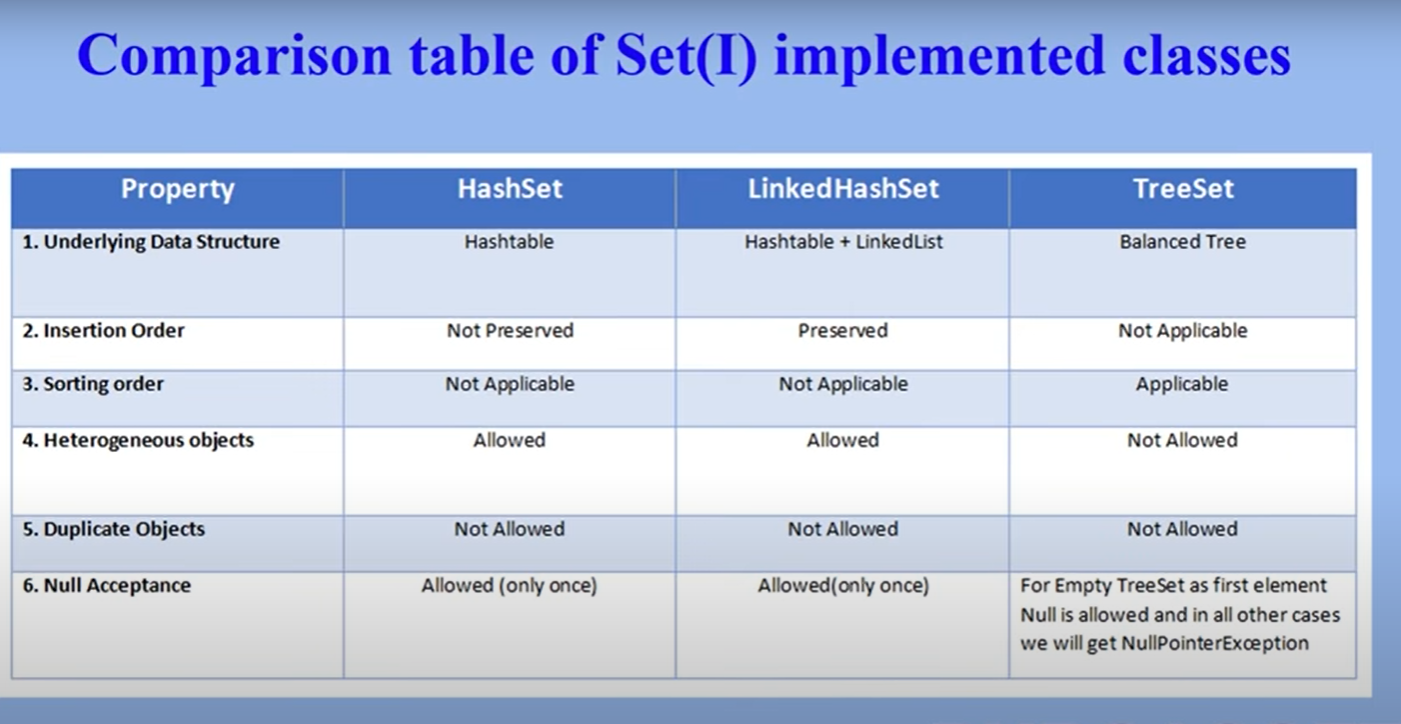 Comparison table of Set(I) implemented classes
Property HashSet LinkedHashSet TreeSet
1. Underlying Data Structure Hashtable Hashtable + LinkedList Balanced Tree
2. Insertion Order Not Preserved Preserved Not Applicable
3. Sorting order Not Applicable Not Applicable Applicable
4. Heterogeneous objects Allowed Allowed Not Allowed
5. Duplicate Objects Not Allowed Not Allowed Not Allowed
6. Null Acceptance Allowed (only once) Allowed(only once) For Empty TreeSet as first element
Null is allowed and in all other cases
we will get NullPointerException